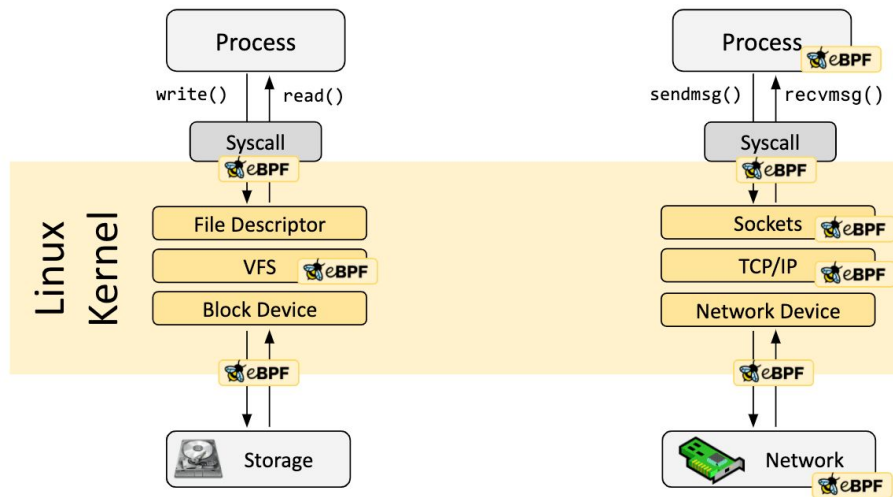 Process
write()
read()
Syscall
eBPF
File Descriptor
VFS
eBPF
Block Device
eBPF
Storage
Linux
Kernel
Process
eBPF
sendmsg()
recvmsg()
Syscall
eBPF
Sockets
eBPF
TCP/IP
eBPF
Network Device
eBPF
Network
eBPF